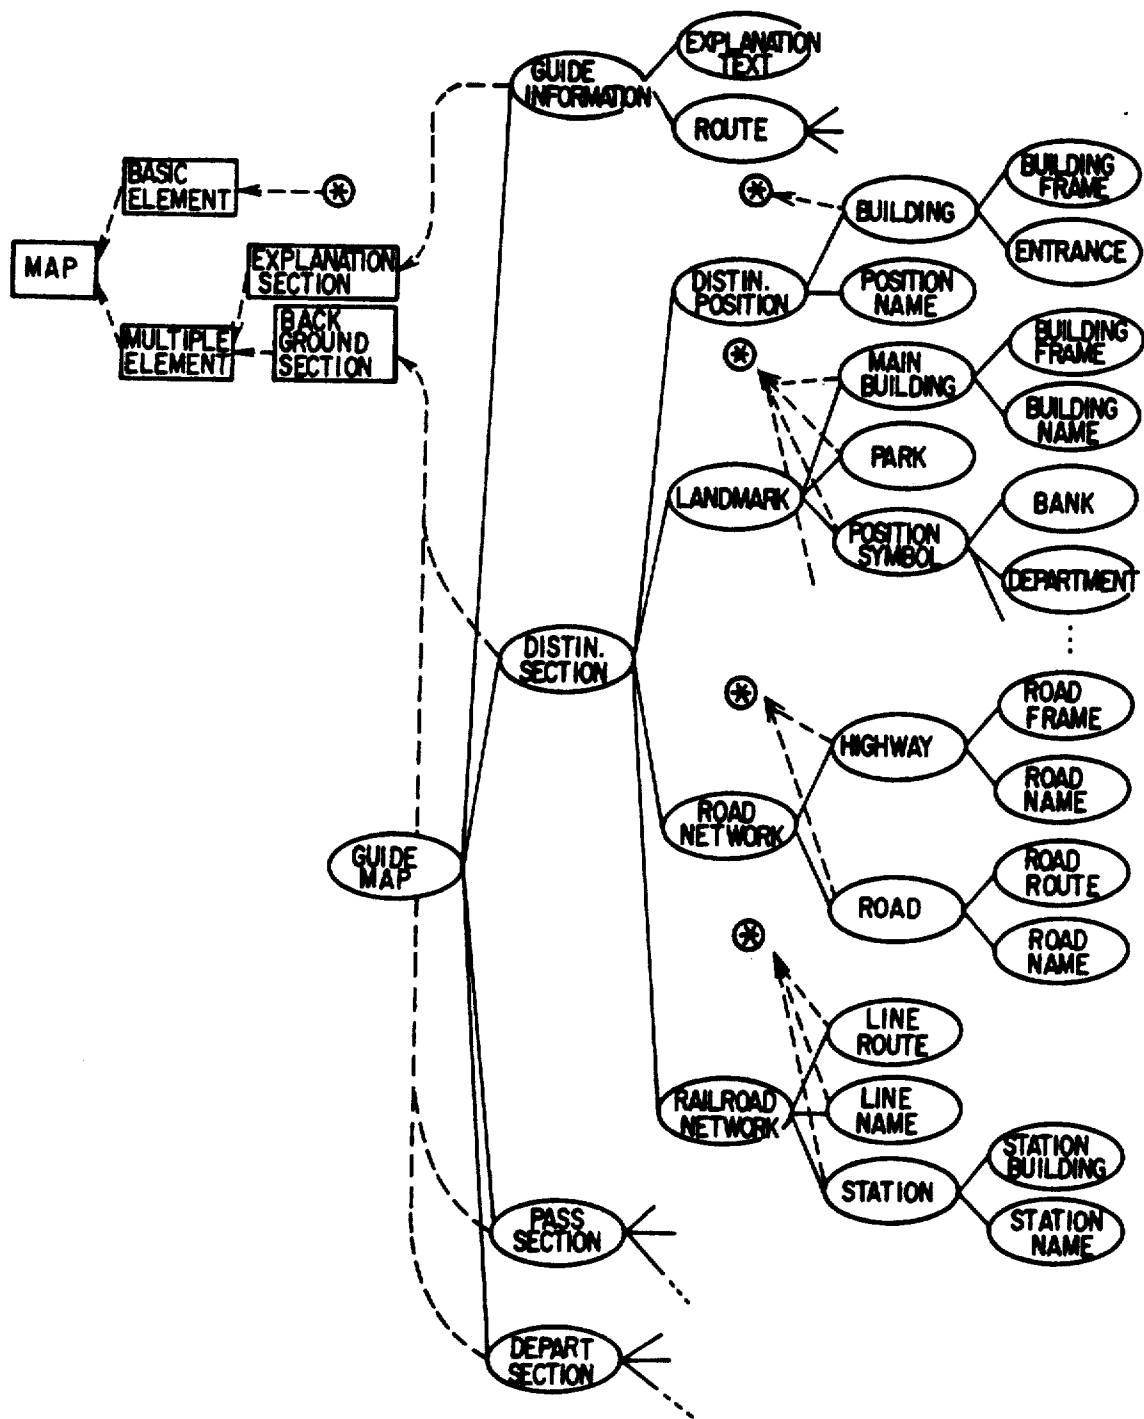 EXPLANATION
TEXT
GUIDE
INFORMATION
ROUTE
BASIC
ELEMENT
*
*
BUILDING
FRAME
BUILDING
ENTRANCE
MAP
EXPLANATION
SECTION
DISTIN.
POSITION
POSITION
NAME
MULTIPLE
ELEMENT
BACK
GROUND
SECTION
*
MAIN
BUILDING
BUILDING
FRAME
BUILDING
NAME
PARK
LANDMARK
BANK
POSITION
SYMBOL
DEPARTMENT
DISTIN.
SECTION
*
ROAD
FRAME
HIGHWAY
ROAD
NAME
ROAD
NETWORK
GUIDE
MAP
ROAD
ROUTE
ROAD
ROAD
NAME
*
LINE
ROUTE
RAILROAD
NETWORK
LINE
NAME
STATION
BUILDING
STATION
STATION
NAME
PASS
SECTION
DEPART
SECTION